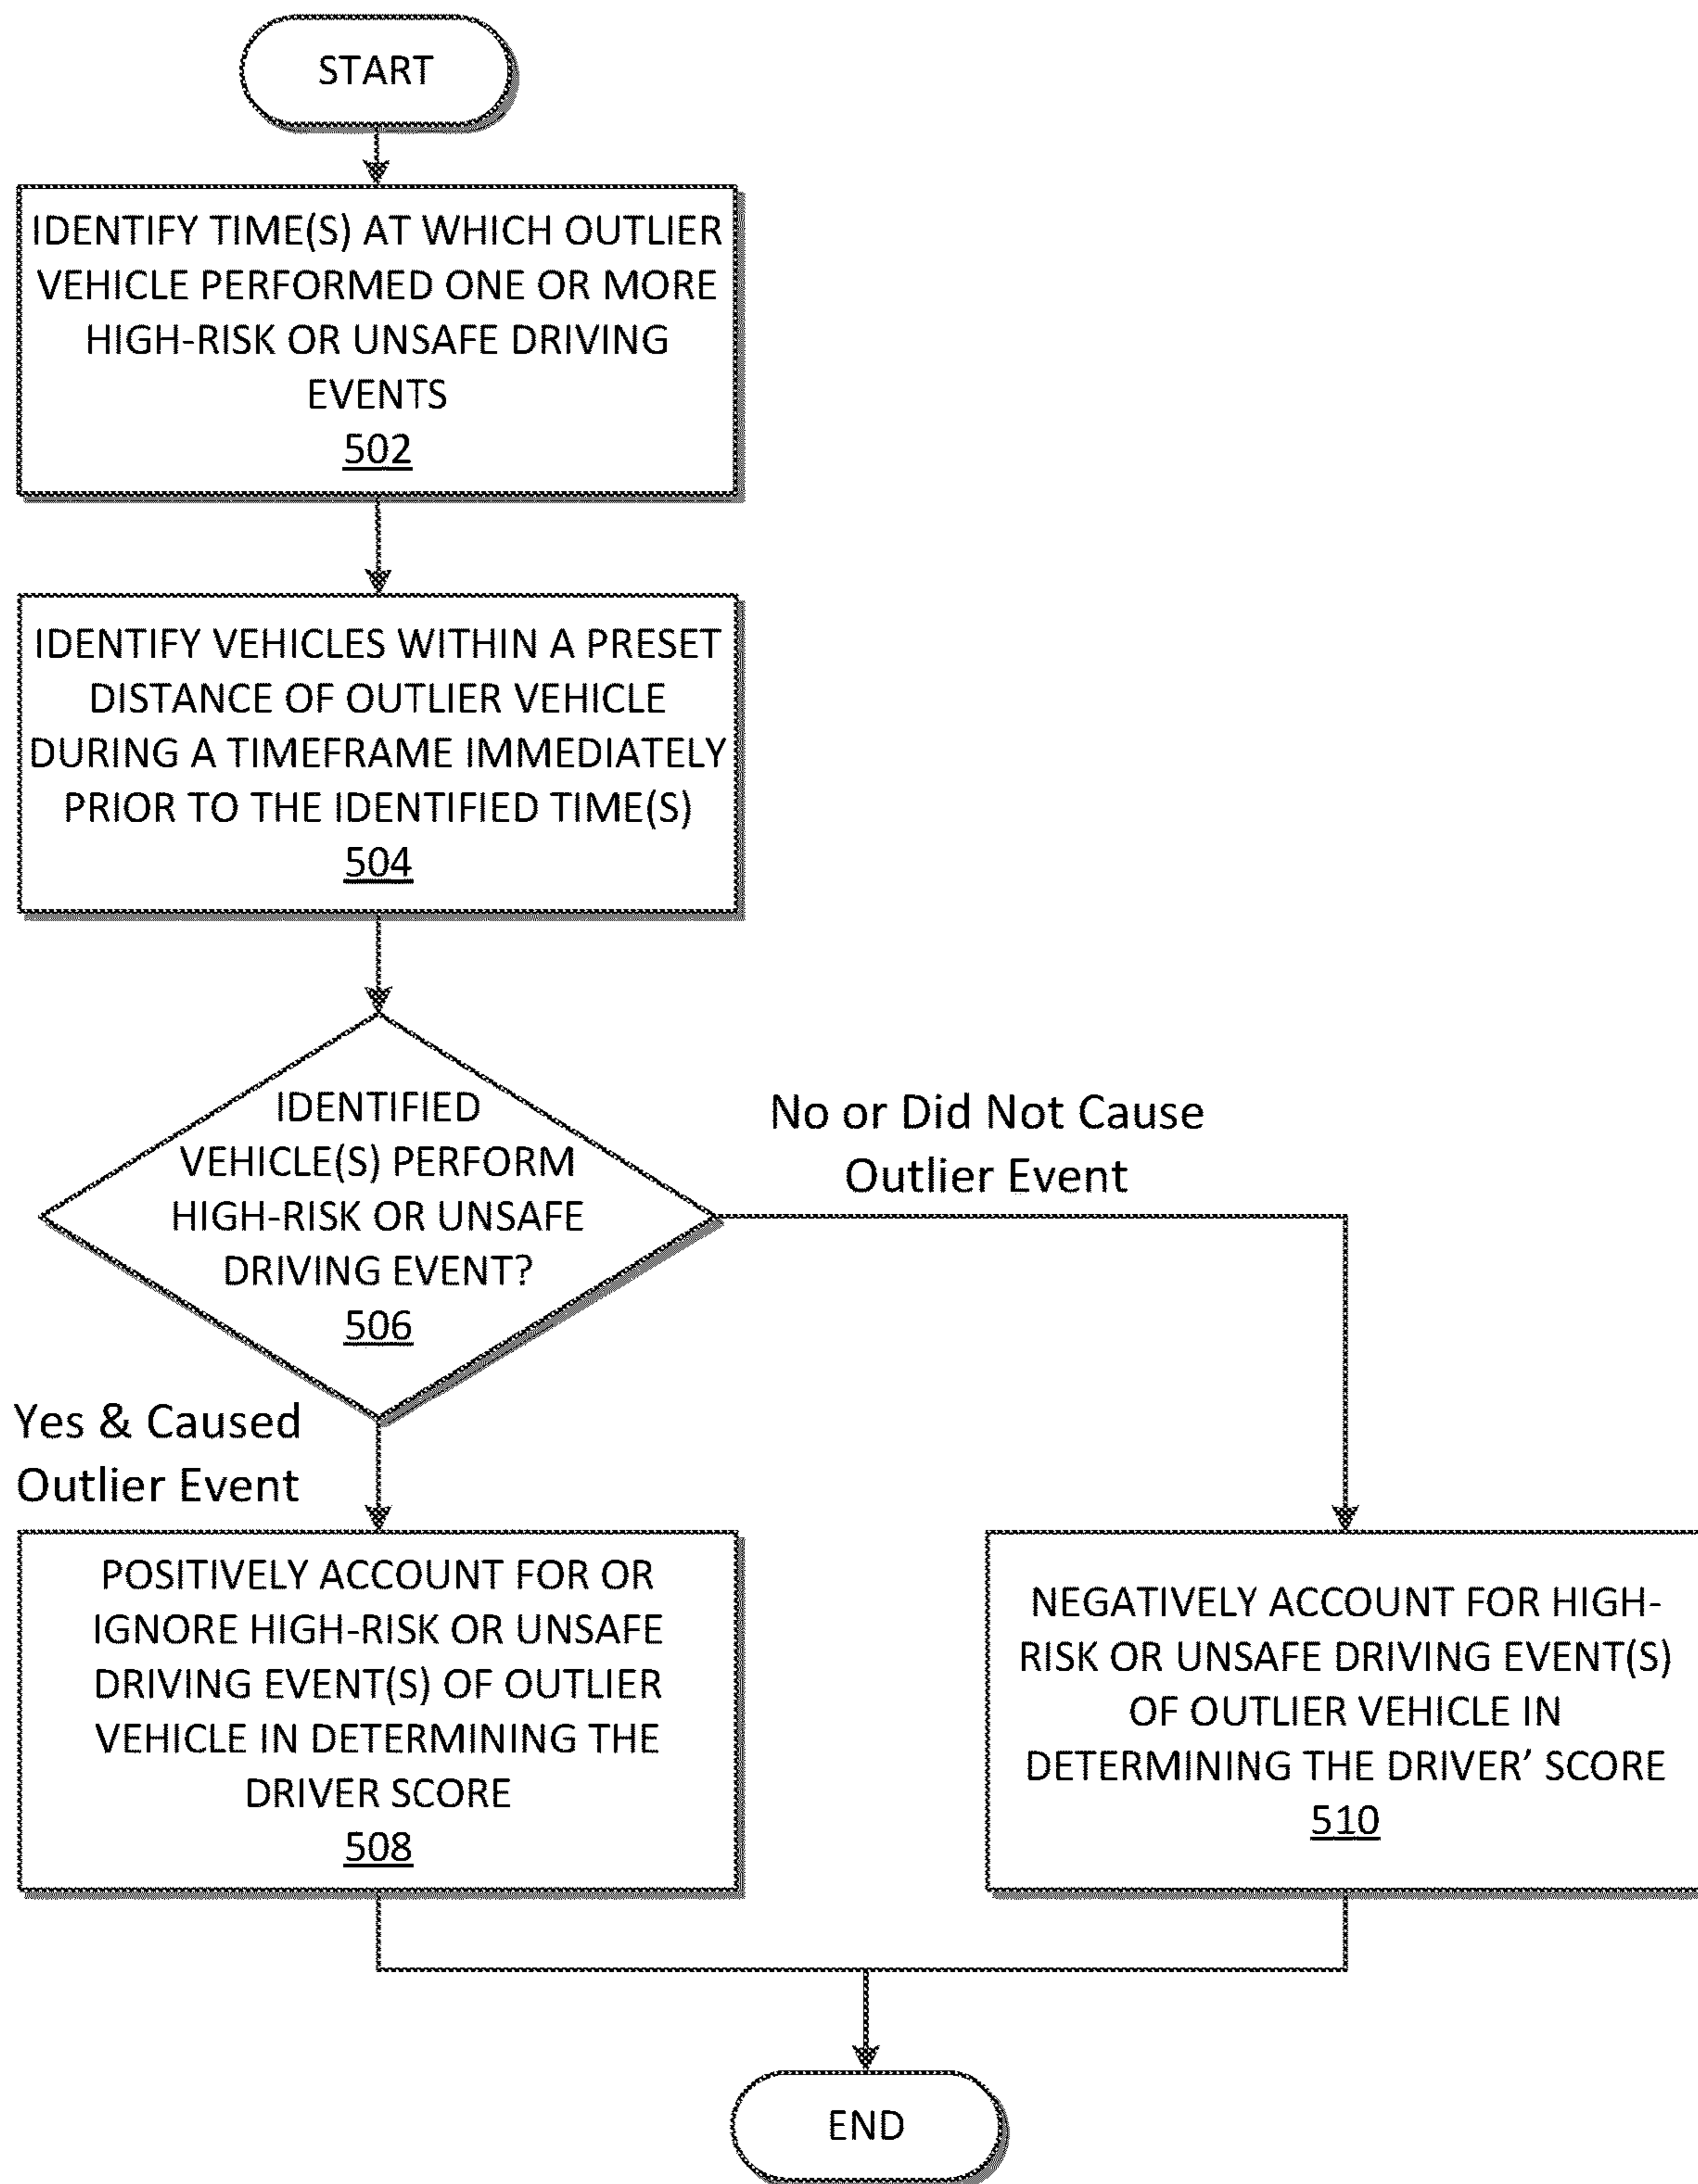 START
IDENTIFY TIME(S) AT WHICH OUTLIER
VEHICLE PERFORMED ONE OR MORE
HIGH-RISK OR UNSAFE DRIVING
EVENTS
502
IDENTIFY VEHICLES WITHIN A PRESET
DISTANCE OF OUTLIER VEHICLE
DURING A TIMEFRAME IMMEDIATELY
PRIOR TO THE IDENTIFIED TIME(S)
504
IDENTIFIED
VEHICLE(S) PERFORM
HIGH-RISK OR UNSAFE
DRIVING EVENT?
506
No or Did Not Cause
Outlier Event
Yes & Caused
Outlier Event
POSITIVELY ACCOUNT FOR OR
IGNORE HIGH-RISK OR UNSAFE
DRIVING EVENT(S) OF OUTLIER
VEHICLE IN DETERMINING THE
DRIVER SCORE
508
NEGATIVELY ACCOUNT FOR HIGH-
RISK OR UNSAFE DRIVING EVENT(S)
OF OUTLIER VEHICLE IN
DETERMINING THE DRIVER’ SCORE
510
END